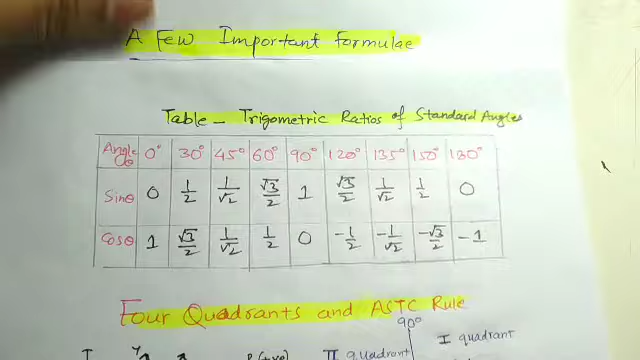 A Few Important Formulae
Table - Trigometric Ratios of Standard Angles
Angle θ 0° 30° 45° 60° 90° 120° 135° 150° 180°
Sinθ 0 1/2 1/√2 √3/2 1 √3/2 1/√2 1/2 0
Cosθ 1 √3/2 1/√2 1/2 0 -1/2 -1/√2 -√3/2 -1
Four Quadrants and ASTC Rule
90°
I quadrant
II quadrant